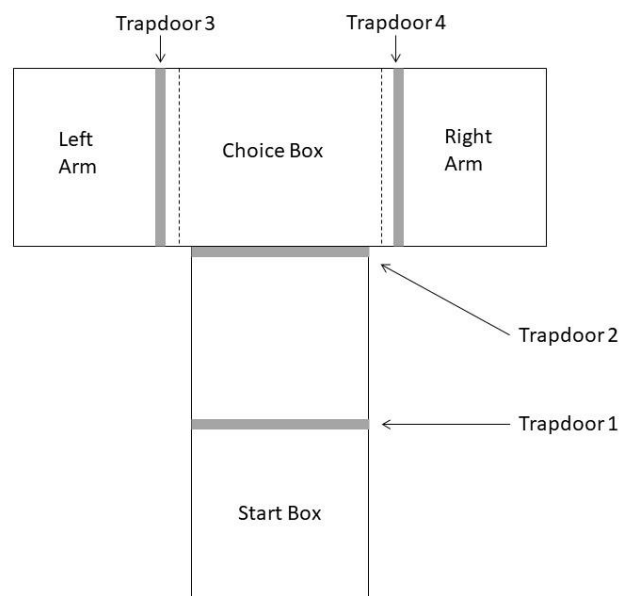 Trapdoor 3
Trapdoor 4
Left
Arm
Choice Box
Right
Arm
Trapdoor 2
Trapdoor 1
Start Box